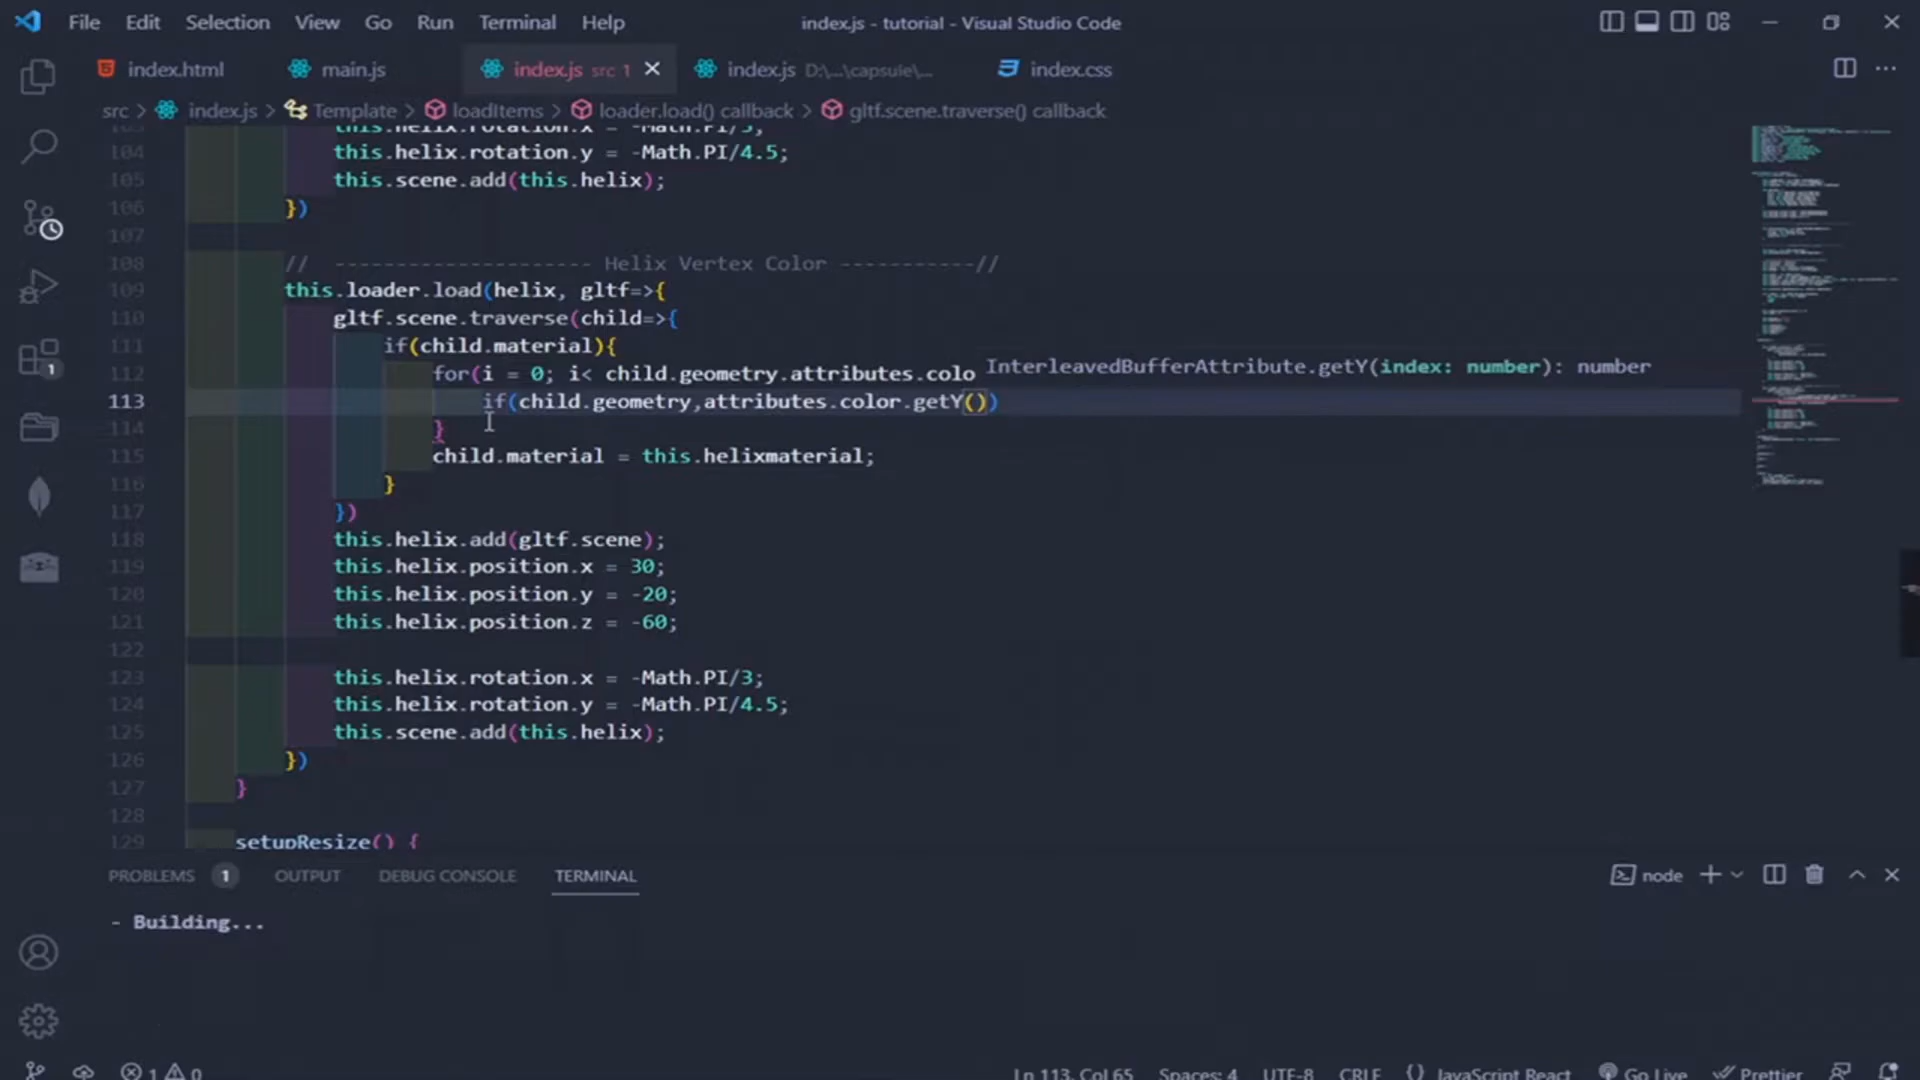 File Edit Selection View Go Run Terminal Help index.js - tutorial - Visual Studio Code
index.html main.js index.js src 1 index.js D:\...\capsule\... index.css
src > index.js > Template > loadItems > loader.load() callback > gltf.scene.traverse() callback
103 this.helix.rotation.x = -Math.PI/3;
104 this.helix.rotation.y = -Math.PI/4.5;
105 this.scene.add(this.helix);
106 })
107
108 // --------------------- Helix Vertex Color -----------//
109 this.loader.load(helix, gltf=>{
110 gltf.scene.traverse(child=>{
111 if(child.material){
112 for(i = 0; i< child.geometry.attributes.colo InterleavedBufferAttribute.getY(index: number): number
113 if(child.geometry,attributes.color.getY())
114 }
115 child.material = this.helixmaterial;
116 }
117 })
118 this.helix.add(gltf.scene);
119 this.helix.position.x = 30;
120 this.helix.position.y = -20;
121 this.helix.position.z = -60;
122
123 this.helix.rotation.x = -Math.PI/3;
124 this.helix.rotation.y = -Math.PI/4.5;
125 this.scene.add(this.helix);
126 })
127 }
128
129 setupResize() {
PROBLEMS 1 OUTPUT DEBUG CONSOLE TERMINAL node
- Building...
1 0 Ln 113, Col 65 Spaces: 4 UTF-8 CRLF {} JavaScript React Go Live Prettier